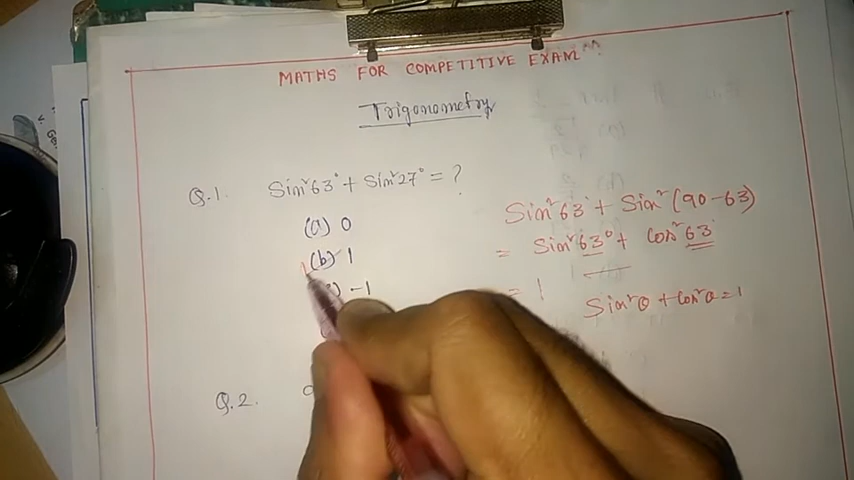 MATHS FOR COMPETITIVE EXAM
Trigonometry
Q.1. Sin²63° + Sin²27° = ?
(a) 0
(b) 1
-1
Sin²63° + Sin²(90-63)
= Sin²63° + Cos²63°
= 1
Sin²θ + Cos²θ = 1
Q.2.